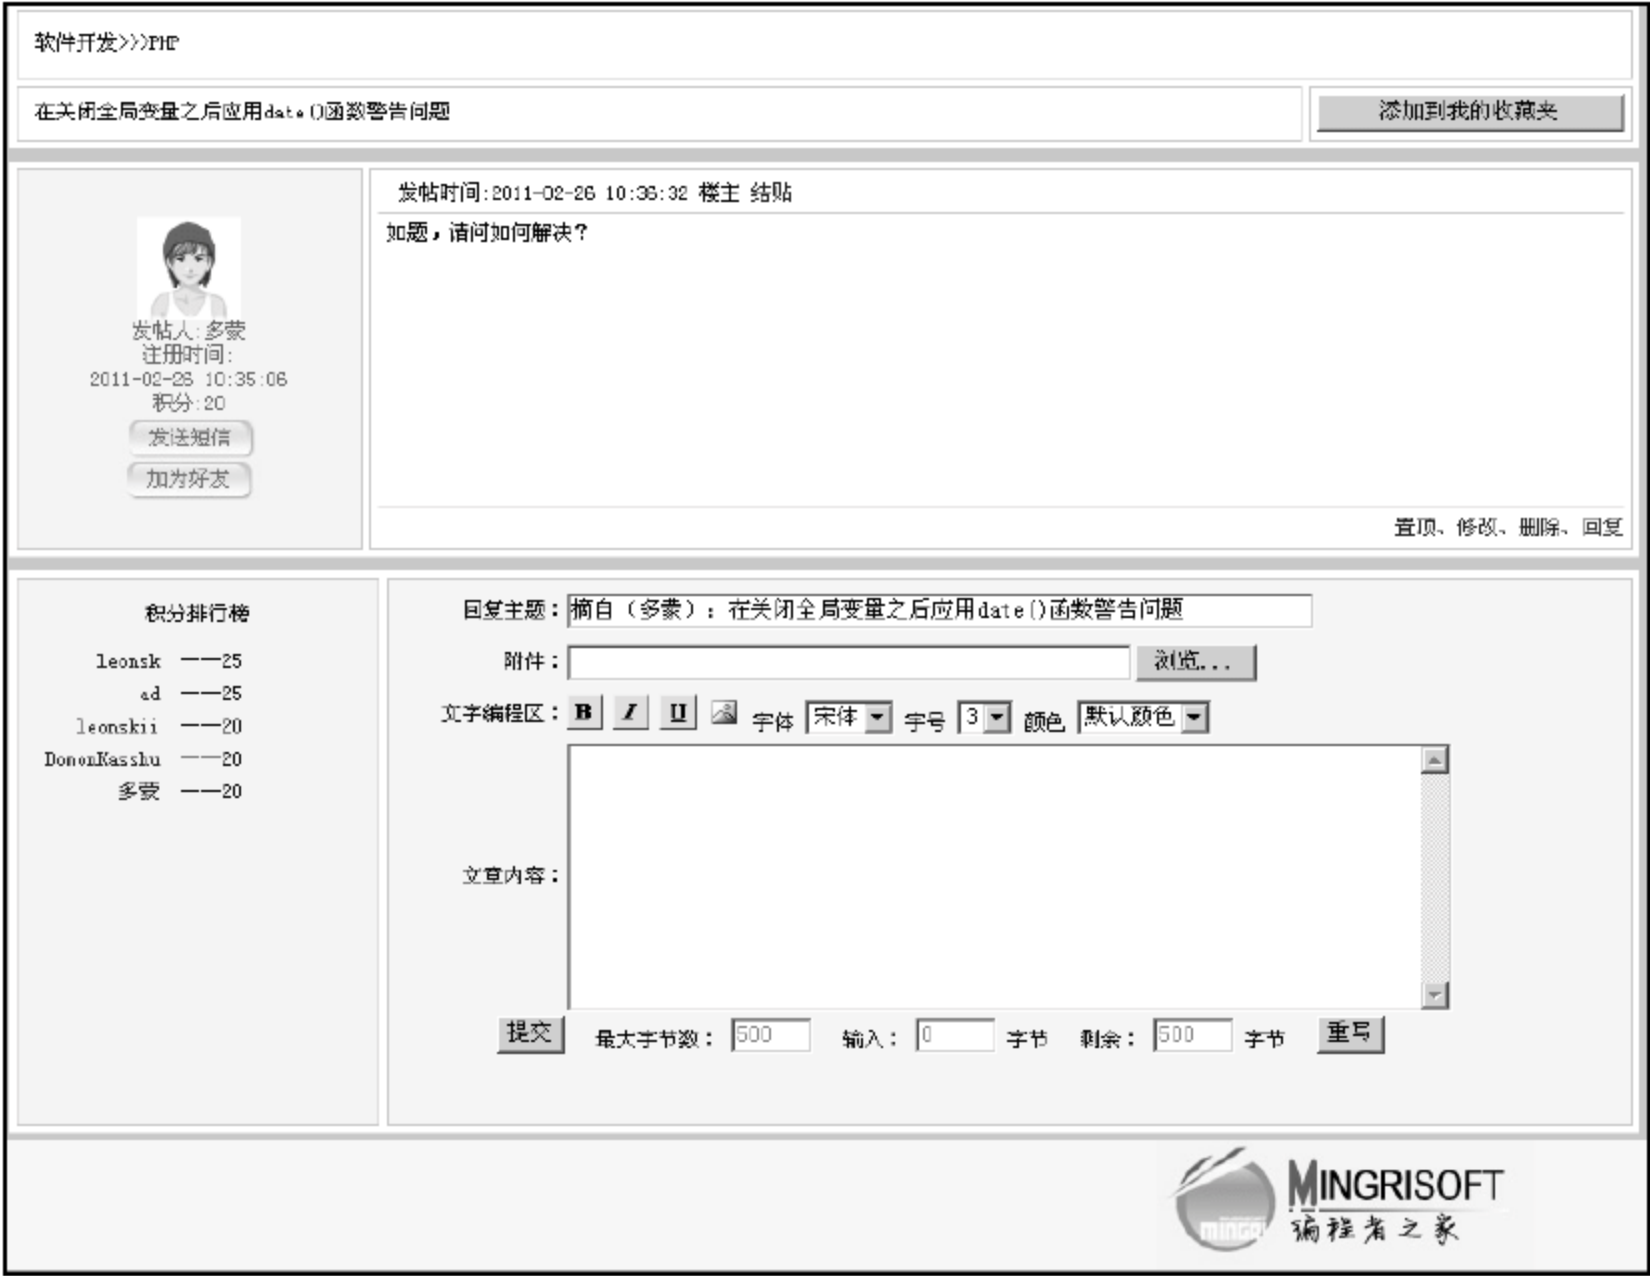 软件开发>>>PHP
在关闭全局变量之后应用date()函数警告问题
添加到我的收藏夹
发帖时间:2011-02-26 10:36:32 楼主 结贴
如题，请问如何解决？
发帖人:多蒙
注册时间:
2011-02-26 10:35:06
积分:20
发送短信
加为好友
置顶、修改、删除、回复
积分排行榜
leonsk ——25
ad ——25
leonskii ——20
DononKasshu ——20
多蒙 ——20
回复主题：摘自（多蒙）：在关闭全局变量之后应用date()函数警告问题
附件： 浏览...
文字编程区： B I U 字体 宋体 字号 3 颜色 默认颜色
文章内容：
提交 最大字节数： 500 输入： 0 字节 剩余： 500 字节 重写
MINGRISOFT
编程者之家